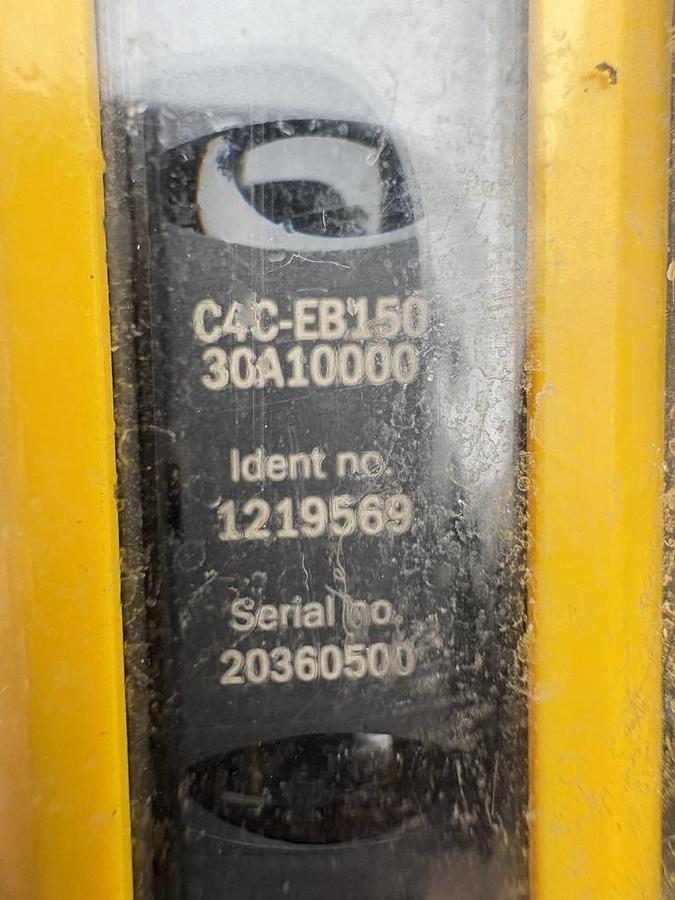 C4C-EB150
30A10000
Ident no.
1219569
Serial no.
20360500